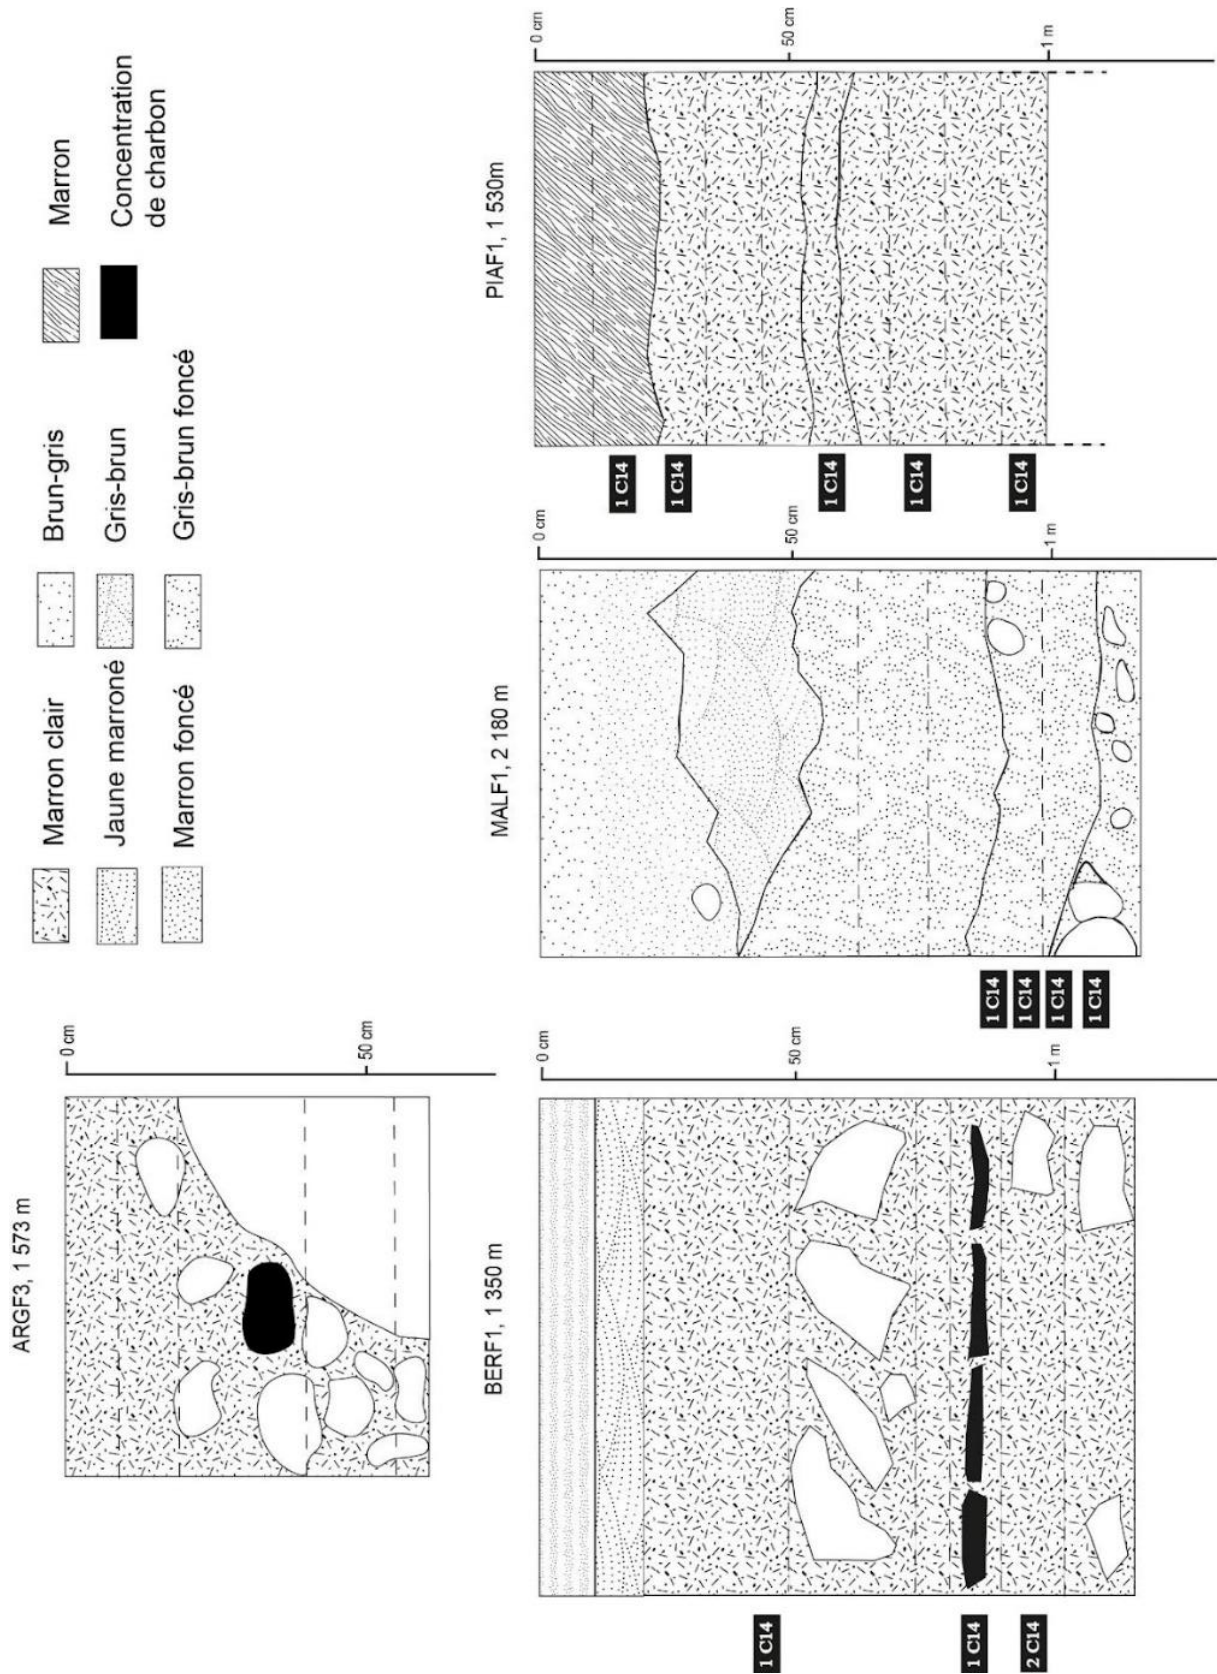 ARGF3, 1 573 m
0 cm
50 cm
Marron clair
Brun-gris
Marron
Jaune marroné
Gris-brun
Concentration
de charbon
Marron foncé
Gris-brun foncé
BERF1, 1 350 m
0 cm
50 cm
1 m
1 C14
1 C14
2 C14
MALF1, 2 180 m
0 cm
50 cm
1 m
1 C14
1 C14
1 C14
1 C14
PIAF1, 1 530m
0 cm
50 cm
1 m
1 C14
1 C14
1 C14
1 C14
1 C14